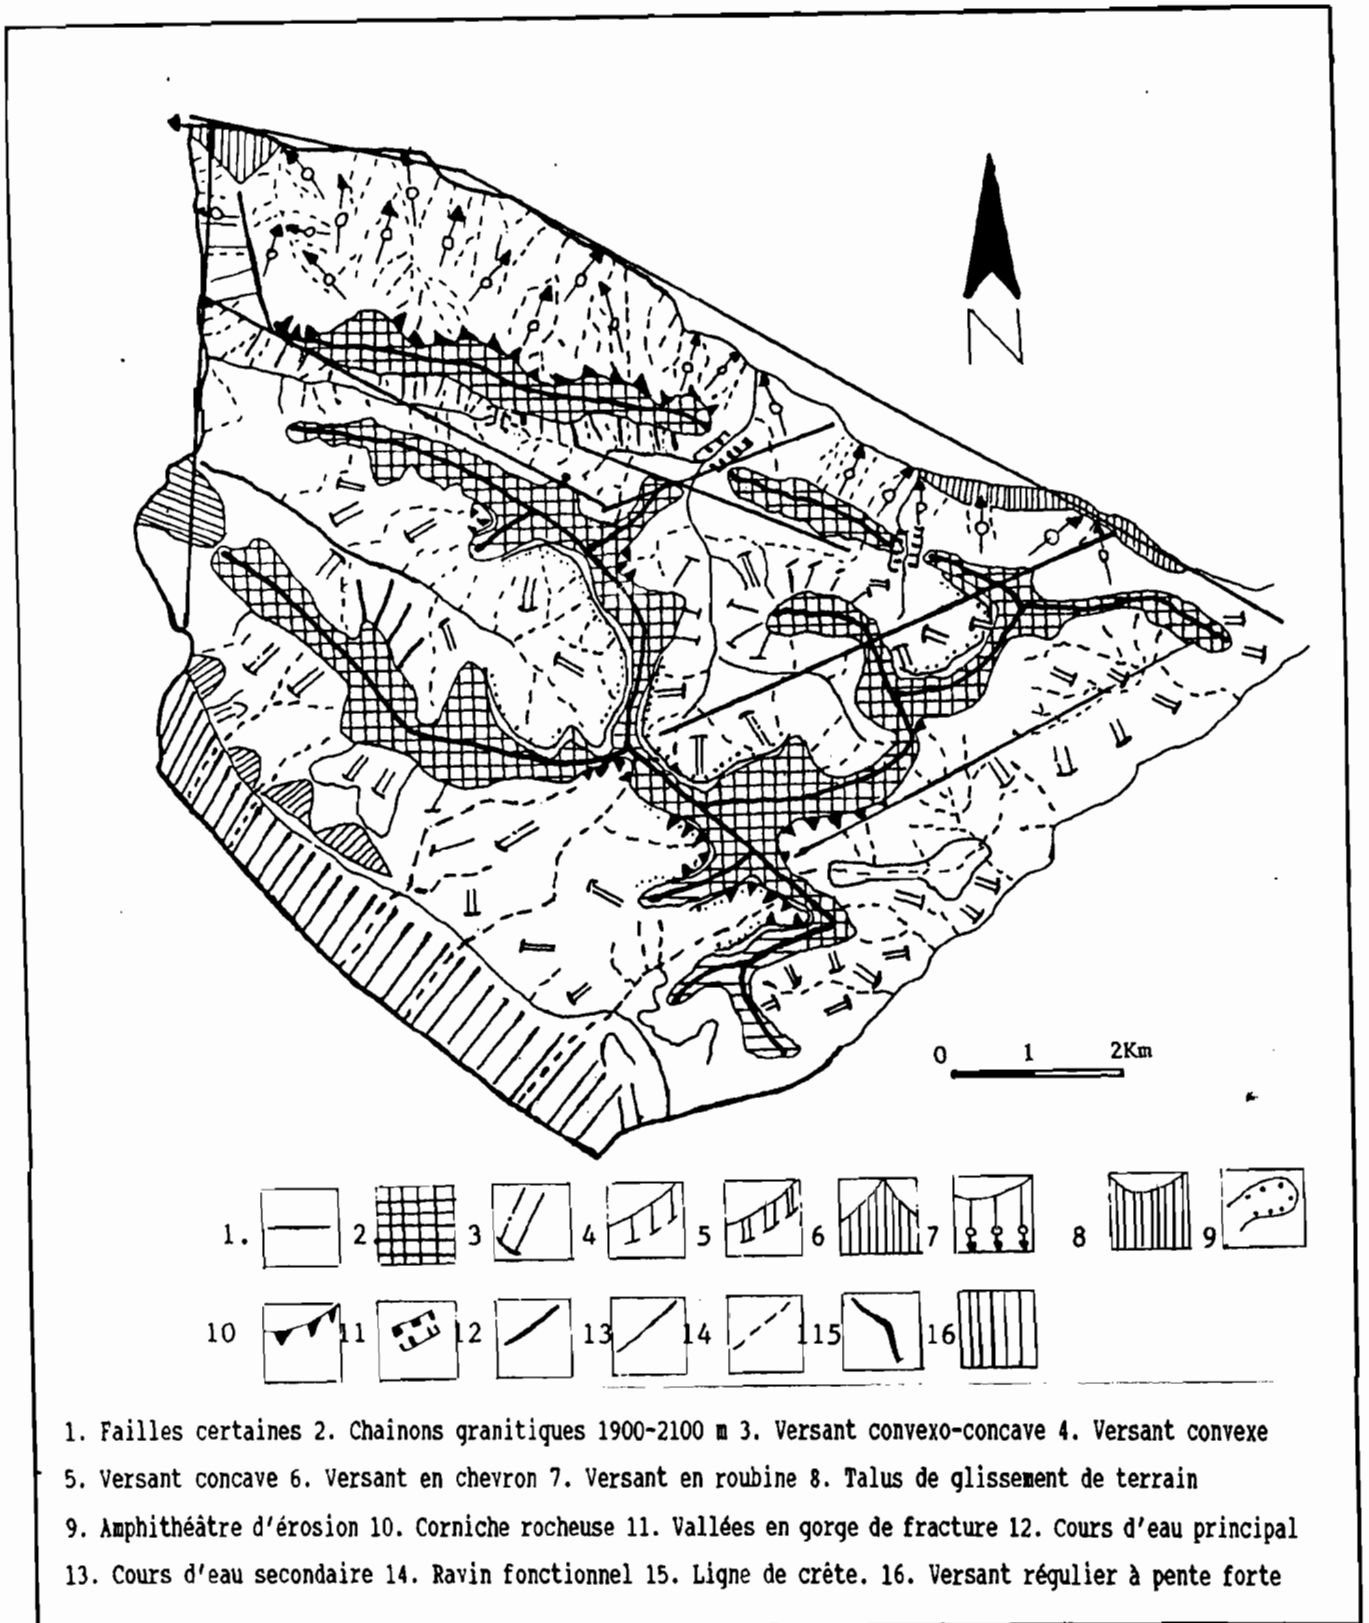 N
0 1 2Km
1. 2 3 4 5 6 7 8 9
10 11 12 13 14 115 16
1. Failles certaines 2. Chainons granitiques 1900-2100 m 3. Versant convexo-concave 4. Versant convexe
5. Versant concave 6. Versant en chevron 7. Versant en roubine 8. Talus de glissement de terrain
9. Amphithéâtre d'érosion 10. Corniche rocheuse 11. Vallées en gorge de fracture 12. Cours d'eau principal
13. Cours d'eau secondaire 14. Ravin fonctionnel 15. Ligne de crête. 16. Versant régulier à pente forte